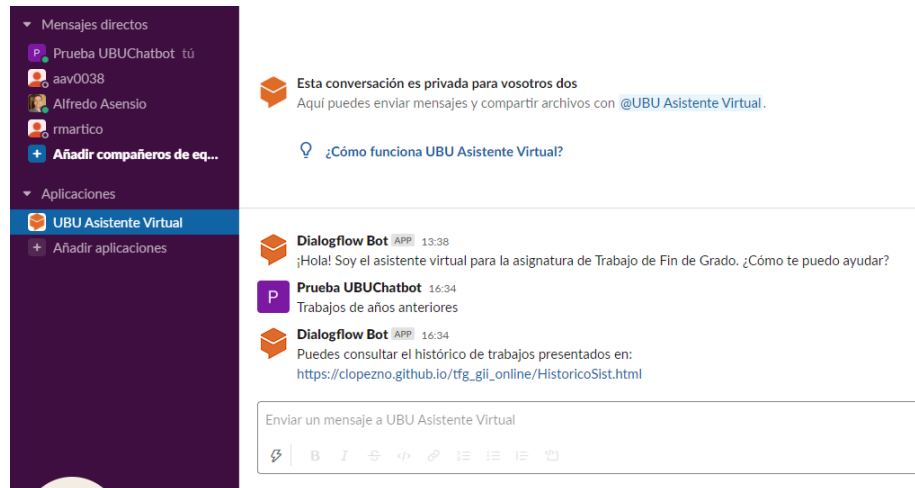 Mensajes directos
P Prueba UBUChatbot tú
aav0038
Alfredo Asensio
rmartico
+ Añadir compañeros de eq...
Aplicaciones
UBU Asistente Virtual
+ Añadir aplicaciones
Esta conversación es privada para vosotros dos
Aquí puedes enviar mensajes y compartir archivos con @UBU Asistente Virtual.
¿Cómo funciona UBU Asistente Virtual?
Dialogflow Bot APP 13:38
¡Hola! Soy el asistente virtual para la asignatura de Trabajo de Fin de Grado. ¿Cómo te puedo ayudar?
P Prueba UBUChatbot 16:34
Trabajos de años anteriores
Dialogflow Bot APP 16:34
Puedes consultar el histórico de trabajos presentados en:
https://clopezno.github.io/tfg_gii_online/HistoricoSist.html
Enviar un mensaje a UBU Asistente Virtual
B I S </>